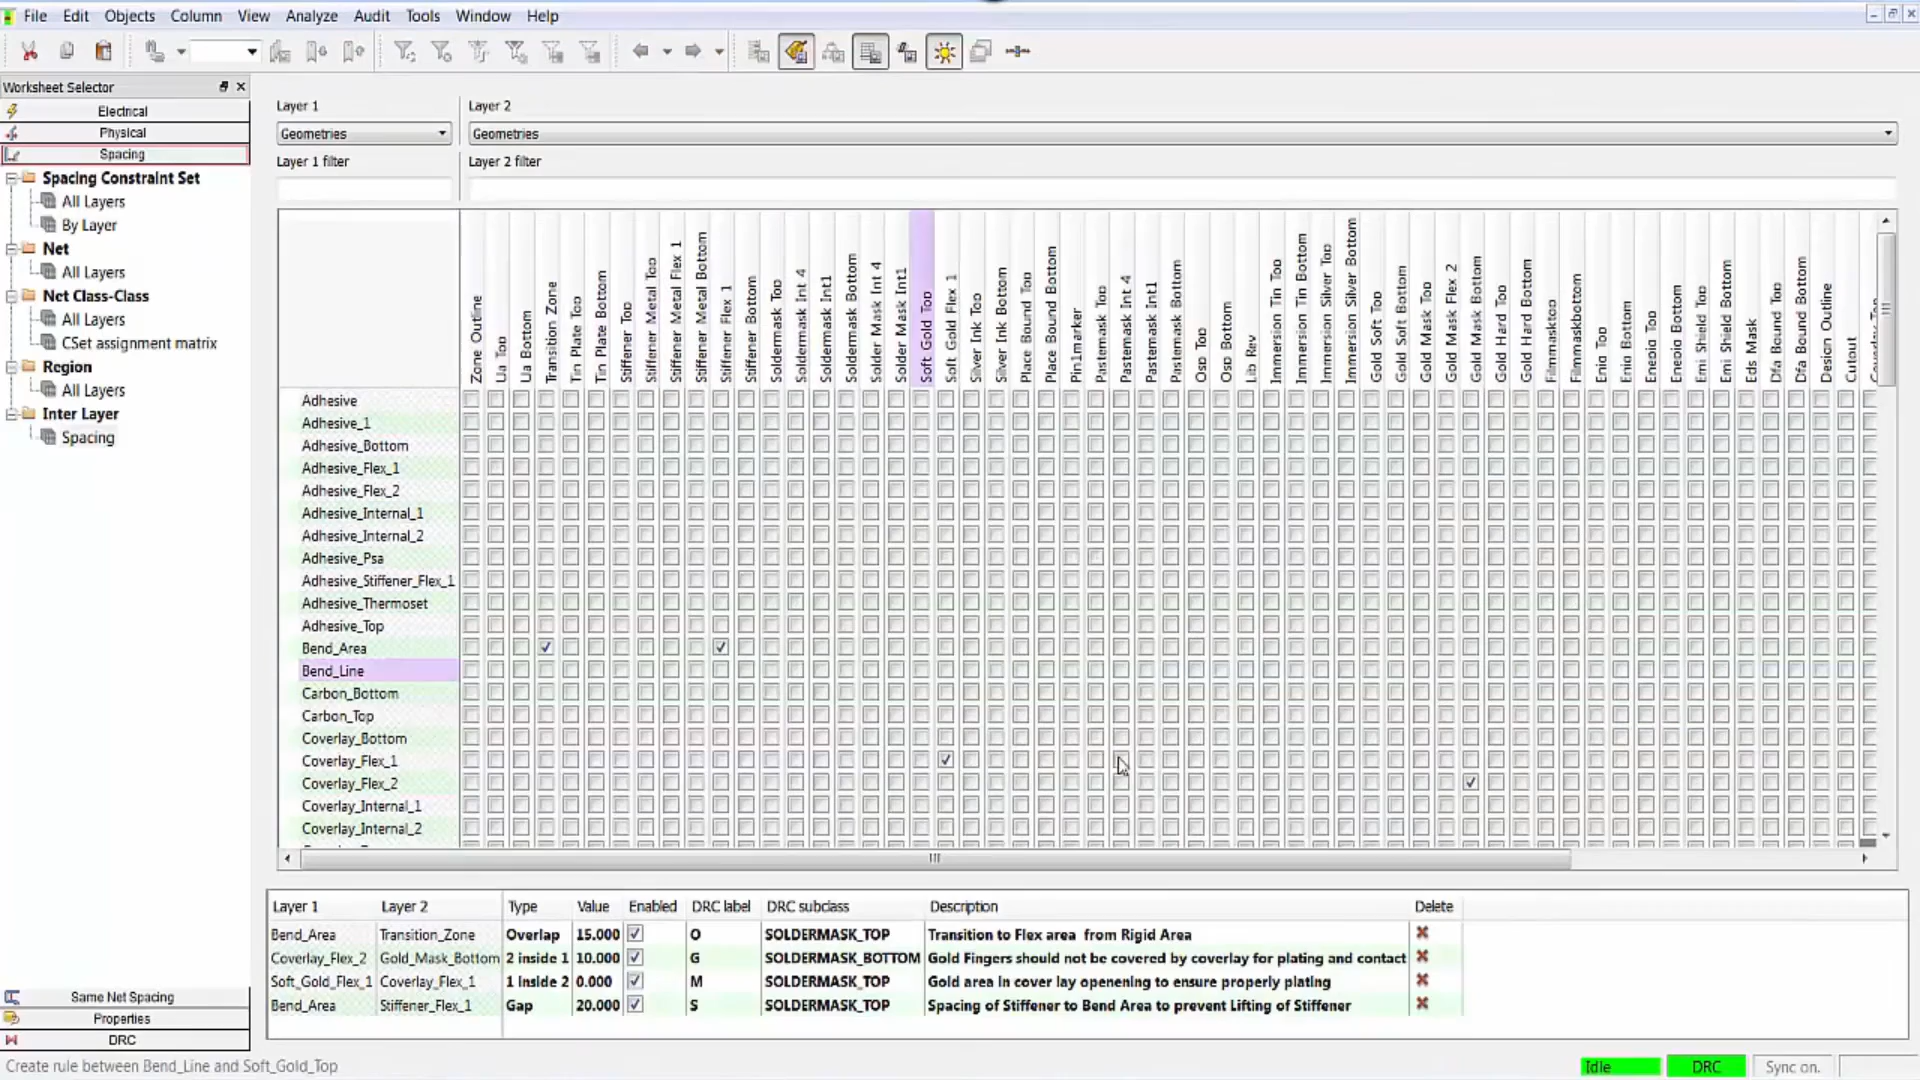 File Edit Objects Column View Analyze Audit Tools Window Help
Worksheet Selector
Electrical
Physical
Spacing
Spacing Constraint Set
All Layers
By Layer
Net
All Layers
Net Class-Class
All Layers
CSet assignment matrix
Region
All Layers
Inter Layer
Spacing
Same Net Spacing
Properties
DRC
Layer 1 Layer 2
Geometries Geometries
Layer 1 filter Layer 2 filter
Zone Outline
Lja Top
Lja Bottom
Transition Zone
Tin Plate Top
Tin Plate Bottom
Stiffener Top
Stiffener Metal Top
Stiffener Metal Flex 1
Stiffener Metal Bottom
Stiffener Flex 1
Stiffener Bottom
Soldermask Top
Soldermask Int 4
Soldermask Int1
Soldermask Bottom
Solder Mask Int 4
Solder Mask Int1
Soft Gold Top
Soft Gold Flex 1
Silver Ink Top
Silver Ink Bottom
Place Bound Top
Place Bound Bottom
Pin1marker
Pastemask Top
Pastemask Int 4
Pastemask Int1
Pastemask Bottom
Osp Top
Osp Bottom
Lib Rev
Immersion Tin Top
Immersion Tin Bottom
Immersion Silver Top
Immersion Silver Bottom
Gold Soft Top
Gold Soft Bottom
Gold Mask Top
Gold Mask Flex 2
Gold Mask Bottom
Gold Hard Top
Gold Hard Bottom
Filmmasktop
Filmmaskbottom
Enig Top
Enig Bottom
Enepig Top
Enepig Bottom
Emi Shield Top
Emi Shield Bottom
Eds Mask
Dfa Bound Top
Dfa Bound Bottom
Design Outline
Cutout
Adhesive
Adhesive_1
Adhesive_Bottom
Adhesive_Flex_1
Adhesive_Flex_2
Adhesive_Internal_1
Adhesive_Internal_2
Adhesive_Psa
Adhesive_Stiffener_Flex_1
Adhesive_Thermoset
Adhesive_Top
Bend_Area
Bend_Line
Carbon_Bottom
Carbon_Top
Coverlay_Bottom
Coverlay_Flex_1
Coverlay_Flex_2
Coverlay_Internal_1
Coverlay_Internal_2
Layer 1 Layer 2 Type Value Enabled DRC label DRC subclass Description Delete
Bend_Area Transition_Zone Overlap 15.000 O SOLDERMASK_TOP Transition to Flex area from Rigid Area
Coverlay_Flex_2 Gold_Mask_Bottom 2 inside 1 10.000 G SOLDERMASK_BOTTOM Gold Fingers should not be covered by coverlay for plating and contact
Soft_Gold_Flex_1 Coverlay_Flex_1 1 inside 2 0.000 M SOLDERMASK_TOP Gold area in cover lay openening to ensure properly plating
Bend_Area Stiffener_Flex_1 Gap 20.000 S SOLDERMASK_TOP Spacing of Stiffener to Bend Area to prevent Lifting of Stiffener
Create rule between Bend_Line and Soft_Gold_Top
Idle DRC Sync on.